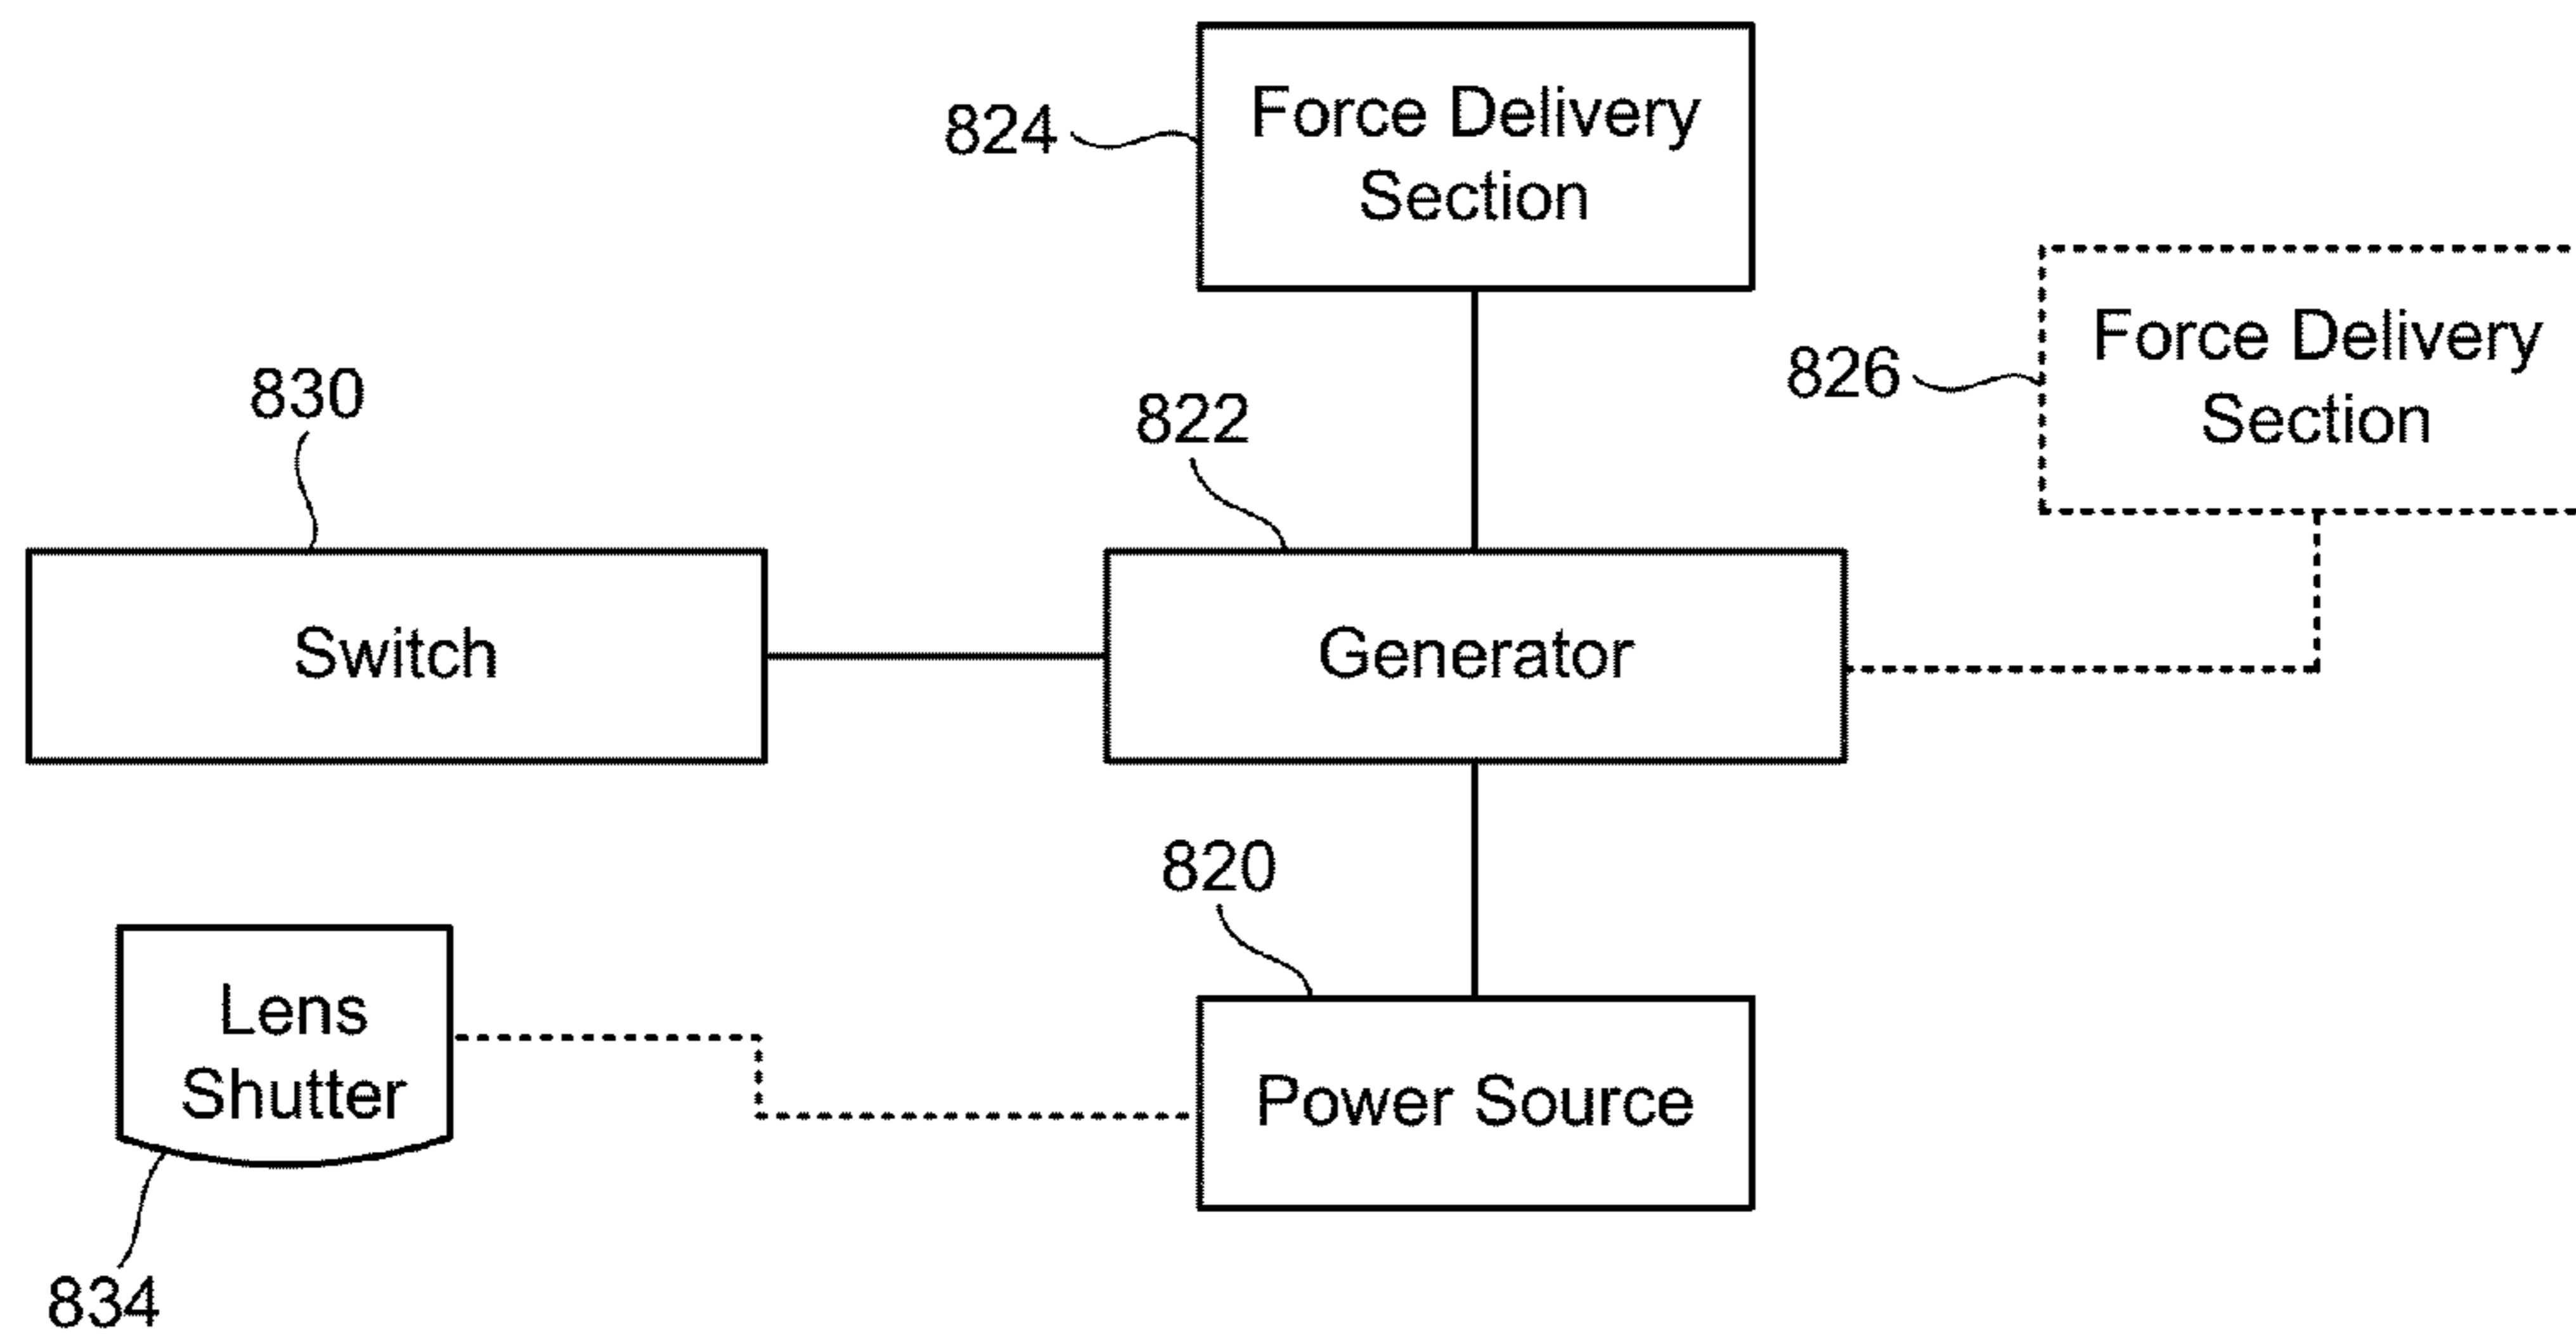 824
Force Delivery
Section
826
Force Delivery
Section
830
822
Switch
Generator
820
Lens
Shutter
Power Source
834